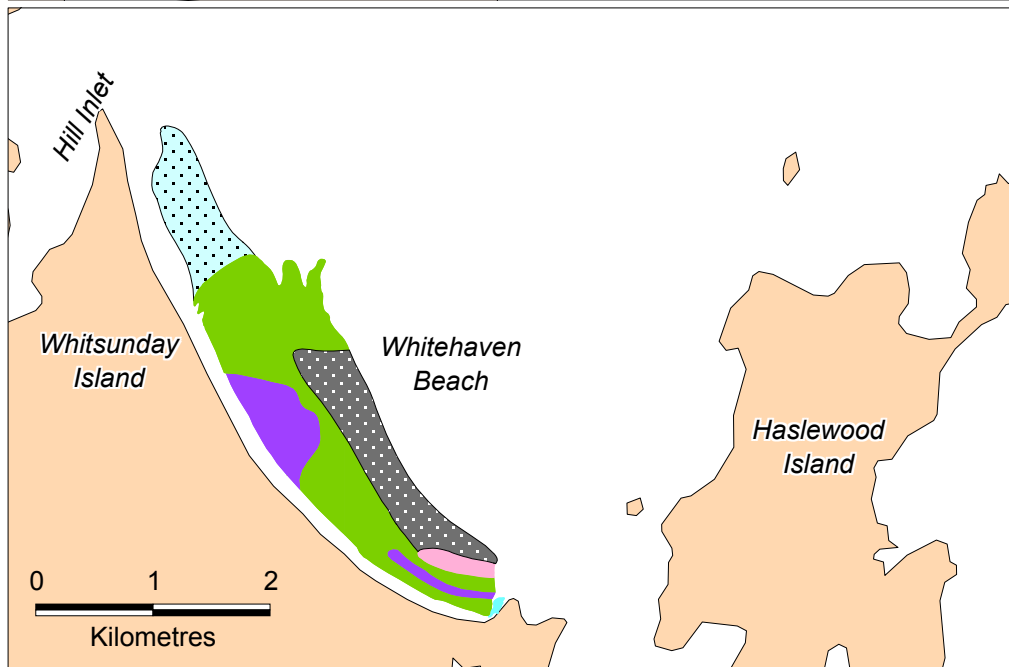 Hill Inlet
Whitsunday
Island
Whitehaven
Beach
Haslewood
Island
0 1 2
Kilometres